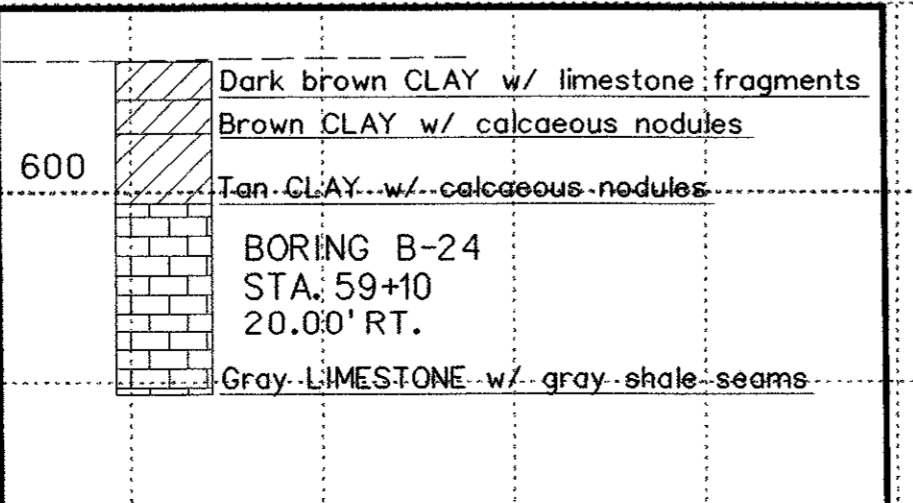 Dark brown CLAY w/ limestone fragments
Brown CLAY w/ calcaeous nodules
600
Tan CLAY w/ calcaeous nodules
BORING B-24
STA. 59+10
20.00' RT.
Gray LIMESTONE w/ gray shale seams